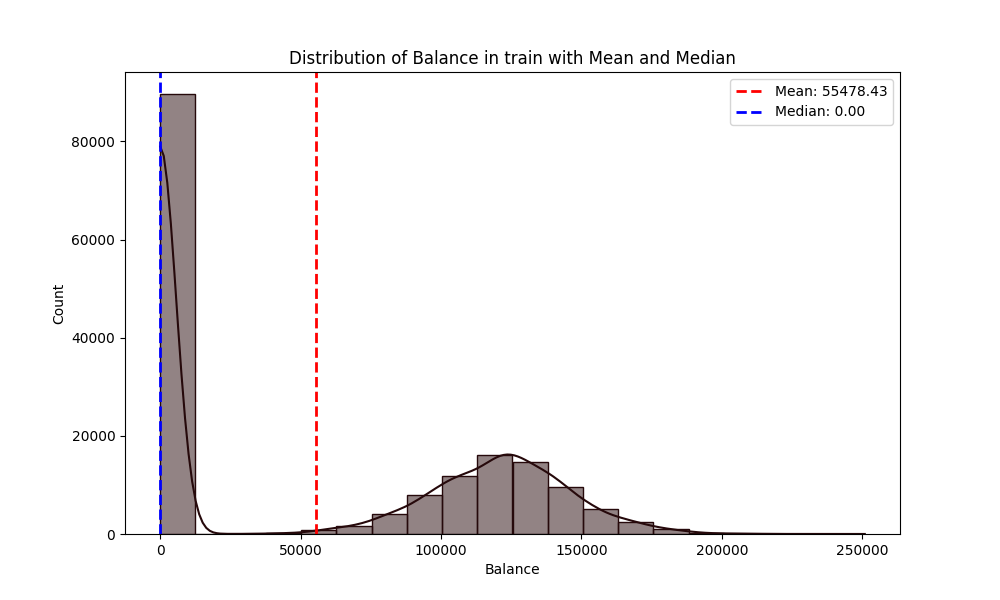 Distribution of Balance in train with Mean and Median
Mean: 55478.43
Median: 0.00
Count
80000
60000
40000
20000
0
0 50000 100000 150000 200000 250000
Balance